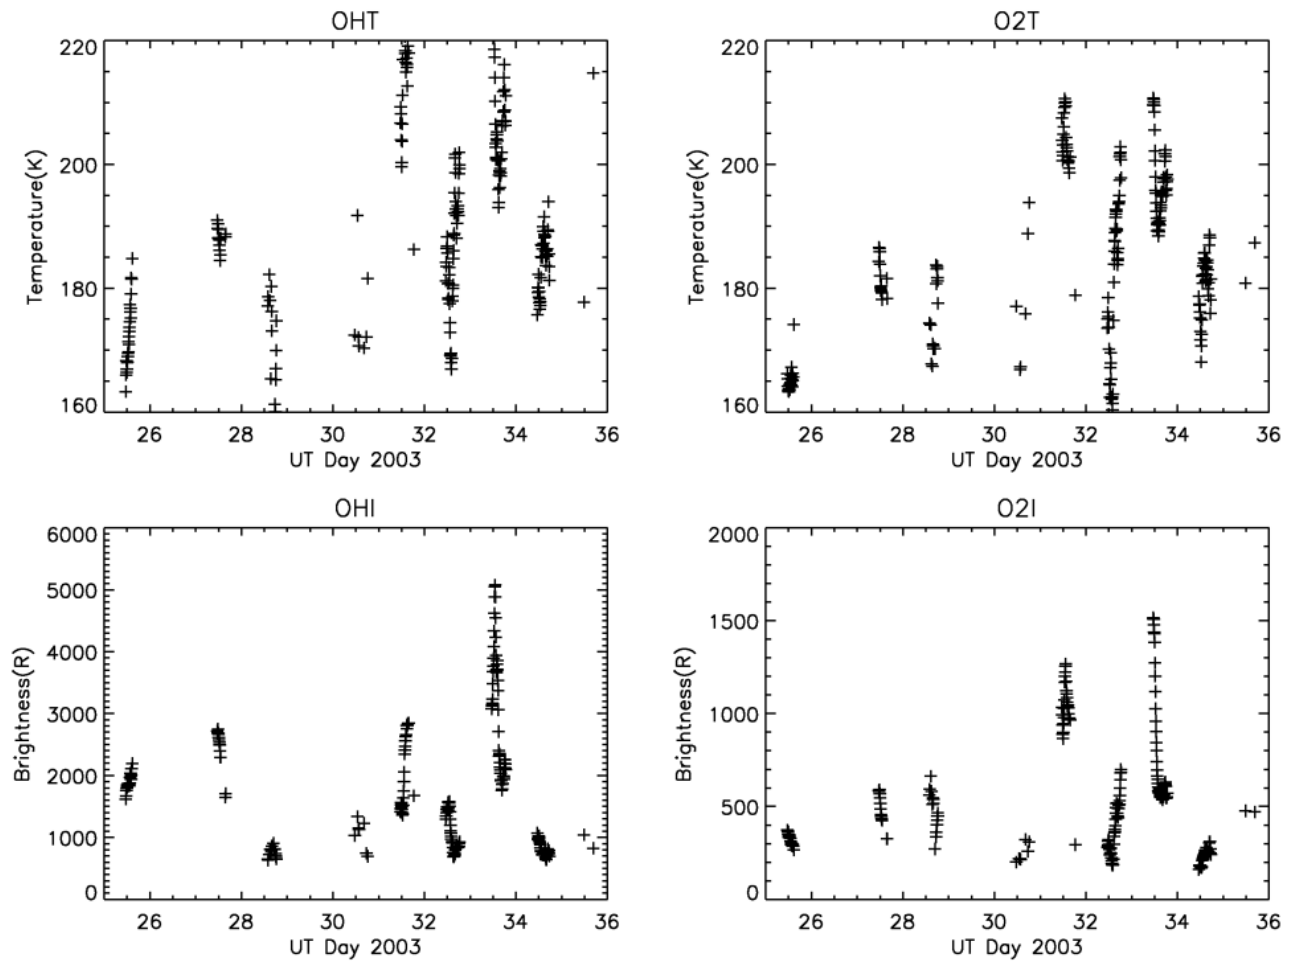 OHT
220
200
180
160
Temperature(K)
26 28 30 32 34 36
UT Day 2003
O2T
220
200
180
160
Temperature(K)
26 28 30 32 34 36
UT Day 2003
OHI
6000
5000
4000
3000
2000
1000
0
Brightness(R)
26 28 30 32 34 36
UT Day 2003
O2I
2000
1500
1000
500
0
Brightness(R)
26 28 30 32 34 36
UT Day 2003